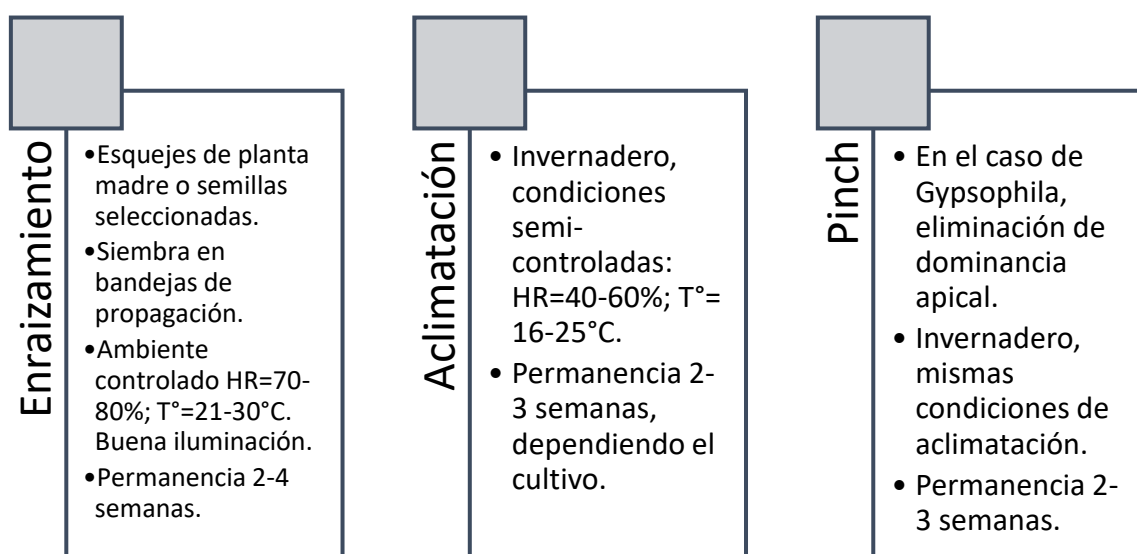 Enraizamiento
•Esquejes de planta
madre o semillas
seleccionadas.
•Siembra en
bandejas de
propagación.
•Ambiente
controlado HR=70-
80%; T°=21-30°C.
Buena iluminación.
•Permanencia 2-4
semanas.
Aclimatación
• Invernadero,
condiciones
semi-
controladas:
HR=40-60%; T°=
16-25°C.
• Permanencia 2-
3 semanas,
dependiendo el
cultivo.
Pinch
• En el caso de
Gypsophila,
eliminación de
dominancia
apical.
• Invernadero,
mismas
condiciones de
aclimatación.
• Permanencia 2-
3 semanas.